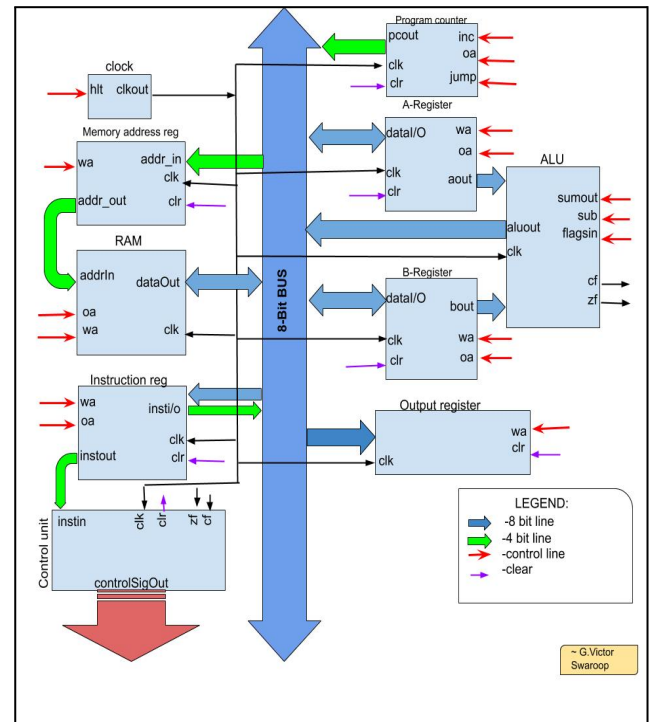 Program counter
pcout
inc
oa
clk
clr
jump
clock
hlt clkout
A-Register
Memory address reg
dataI/O
wa
oa
clk
clr
aout
wa
addr_in
clk
addr_out
clr
ALU
sumout
sub
flagsin
aluout
clk
cf
zf
RAM
addrIn
dataOut
oa
wa
clk
8-Bit BUS
B-Register
dataI/O
bout
clk
wa
clr
oa
Instruction reg
wa
insti/o
oa
clk
instout
clr
Output register
wa
clr
clk
Control unit
instin
clk
clr
zf
cf
controlSigOut
LEGEND:
-8 bit line
-4 bit line
-control line
-clear
~ G.Victor
Swaroop